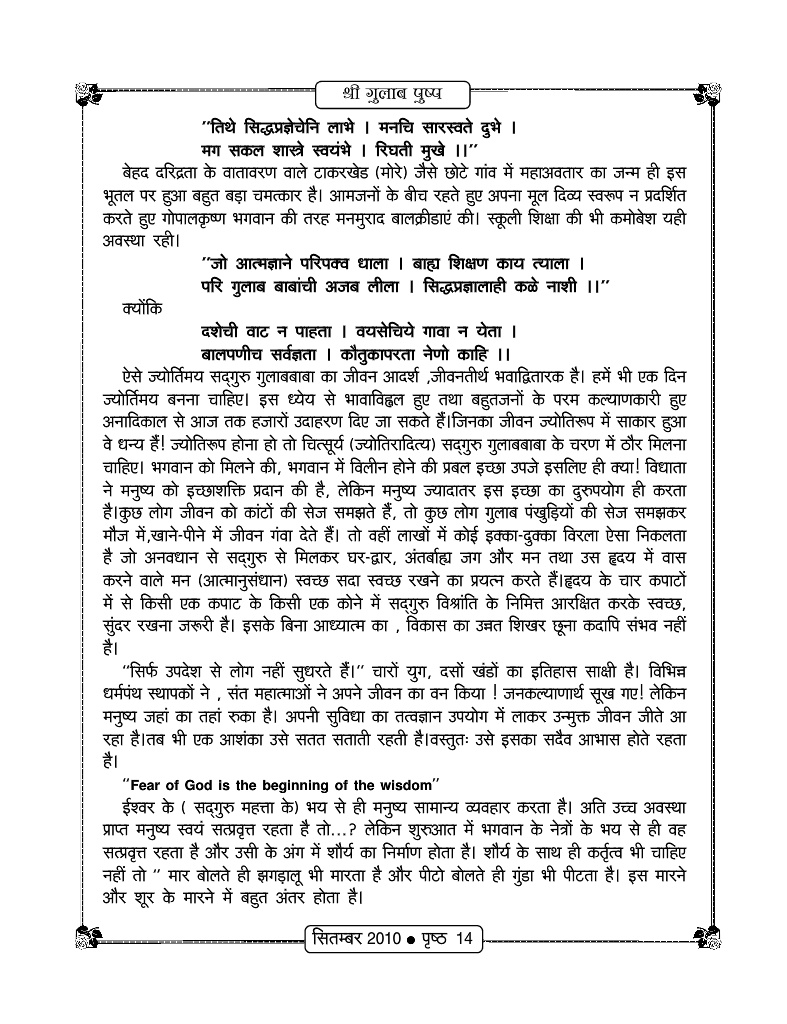 श्री गुलाब पुष्प
"तिथे सिद्धप्रज्ञेचेनि लाभे । मनचि सारस्वते दुभे ।
मग सकल शास्त्रे स्वयंभे । रिघती मुखे ।।"
बेहद दरिद्रता के वातावरण वाले टाकरखेड (मोरे) जैसे छोटे गांव में महाअवतार का जन्म ही इस
भूतल पर हुआ बहुत बड़ा चमत्कार है। आमजनों के बीच रहते हुए अपना मूल दिव्य स्वरूप न प्रदर्शित
करते हुए गोपालकृष्ण भगवान की तरह मनमुराद बालक्रीडाएं की। स्कूली शिक्षा की भी कमोबेश यही
अवस्था रही।
"जो आत्मज्ञाने परिपक्व धाला । बाह्य शिक्षण काय त्याला ।
परि गुलाब बाबांची अजब लीला । सिद्धप्रज्ञालाही कळे नाशी ।।"
क्योंकि
दशेची वाट न पाहता । वयसेचिये गावा न येता ।
बालपणीच सर्वज्ञता । कौतुकापरता नेणो काहि ।।
ऐसे ज्योर्तिमय सद्‌गुरु गुलाबबाबा का जीवन आदर्श ,जीवनतीर्थ भवाद्वितारक है। हमें भी एक दिन
ज्योर्तिमय बनना चाहिए। इस ध्येय से भावाविह्वल हुए तथा बहुतजनों के परम कल्याणकारी हुए
अनादिकाल से आज तक हजारों उदाहरण दिए जा सकते हैं।जिनका जीवन ज्योतिरूप में साकार हुआ
वे धन्य हैं! ज्योतिरूप होना हो तो चित्सूर्य (ज्योतिरादित्य) सद्‌गुरु गुलाबबाबा के चरण में ठौर मिलना
चाहिए। भगवान को मिलने की, भगवान में विलीन होने की प्रबल इच्छा उपजे इसलिए ही क्या! विधाता
ने मनुष्य को इच्छाशक्ति प्रदान की है, लेकिन मनुष्य ज्यादातर इस इच्छा का दुरुपयोग ही करता
है।कुछ लोग जीवन को कांटों की सेज समझते हैं, तो कुछ लोग गुलाब पंखुड़ियों की सेज समझकर
मौज में,खाने-पीने में जीवन गंवा देते हैं। तो वहीं लाखों में कोई इक्का-दुक्का विरला ऐसा निकलता
है जो अनवधान से सद्‌गुरु से मिलकर घर-द्वार, अंतर्बाह्य जग और मन तथा उस हृदय में वास
करने वाले मन (आत्मानुसंधान) स्वच्छ सदा स्वच्छ रखने का प्रयत्न करते हैं।हृदय के चार कपाटों
में से किसी एक कपाट के किसी एक कोने में सद्‌गुरु विश्रांति के निमित्त आरक्षित करके स्वच्छ,
सुंदर रखना जरूरी है। इसके बिना आध्यात्म का , विकास का उन्नत शिखर छूना कदापि संभव नहीं
है।
"सिर्फ उपदेश से लोग नहीं सुधरते हैं।" चारों युग, दसों खंडों का इतिहास साक्षी है। विभिन्न
धर्मपंथ स्थापकों ने , संत महात्माओं ने अपने जीवन का वन किया ! जनकल्याणार्थ सूख गए! लेकिन
मनुष्य जहां का तहां रुका है। अपनी सुविधा का तत्वज्ञान उपयोग में लाकर उन्मुक्त जीवन जीते आ
रहा है।तब भी एक आशंका उसे सतत सताती रहती है।वस्तुतः उसे इसका सदैव आभास होते रहता
है।
"Fear of God is the beginning of the wisdom"
ईश्वर के ( सद्‌गुरु महत्ता के) भय से ही मनुष्य सामान्य व्यवहार करता है। अति उच्च अवस्था
प्राप्त मनुष्य स्वयं सत्प्रवृत्त रहता है तो...? लेकिन शुरुआत में भगवान के नेत्रों के भय से ही वह
सत्प्रवृत्त रहता है और उसी के अंग में शौर्य का निर्माण होता है। शौर्य के साथ ही कर्तृत्व भी चाहिए
नहीं तो " मार बोलते ही झगड़ालू भी मारता है और पीटो बोलते ही गुंडा भी पीटता है। इस मारने
और शूर के मारने में बहुत अंतर होता है।
सितम्बर 2010 ● पृष्ठ 14